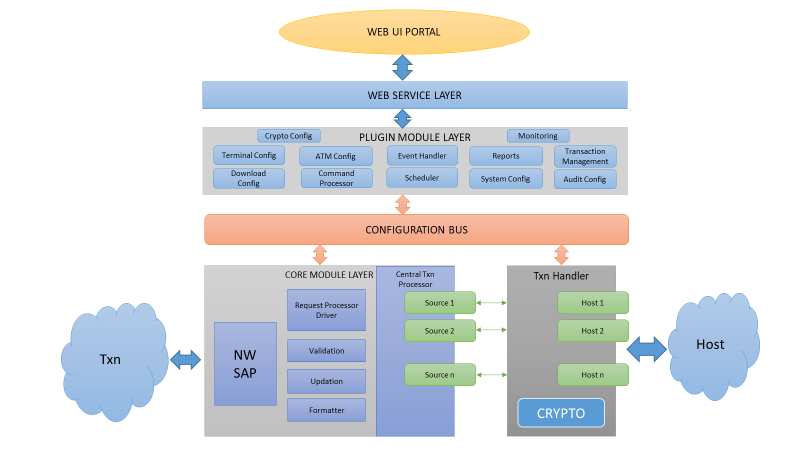 WEB UI PORTAL
WEB SERVICE LAYER
PLUGIN MODULE LAYER
Crypto Config
Monitoring
Terminal Config
ATM Config
Event Handler
Reports
Transaction
Management
Download
Config
Command
Processor
Scheduler
System Config
Audit Config
CONFIGURATION BUS
CORE MODULE LAYER
Central Txn
Processor
Txn Handler
Request Processor
Driver
Source 1
Host 1
Source 2
Host 2
NW
SAP
Validation
Updation
Formatter
Source n
Host n
CRYPTO
Txn
Host